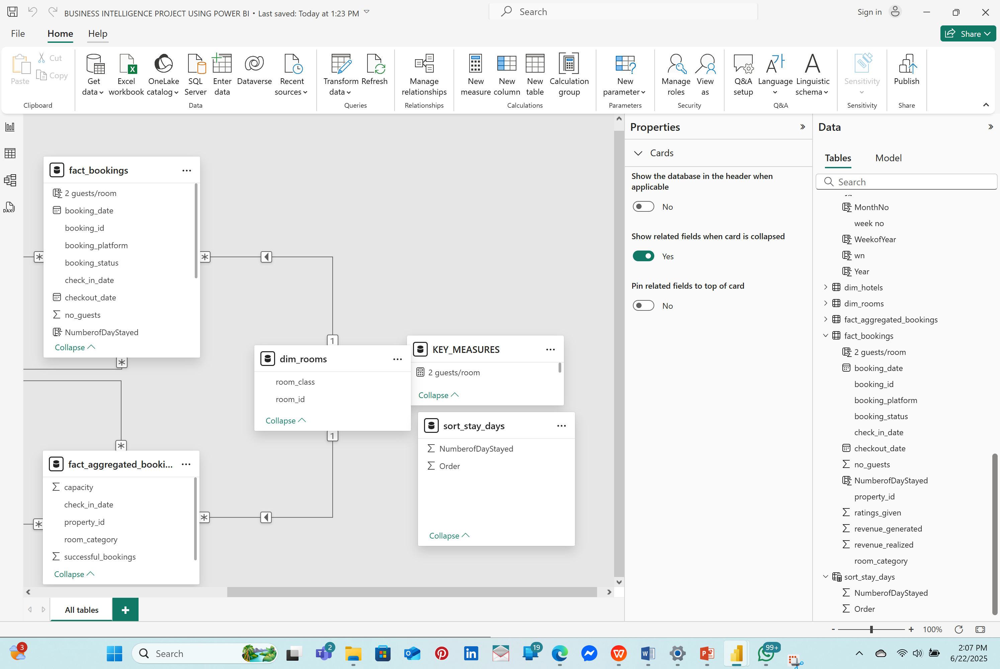 BUSINESS INTELLIGENCE PROJECT USING POWER BI • Last saved: Today at 1:23 PM
Search
Sign in
File
Home
Help
Share
Paste
Cut
Copy
Clipboard
Get data
Excel workbook
OneLake catalog
SQL Server
Enter data
Dataverse
Recent sources
Data
Transform data
Refresh
Queries
Manage relationships
Relationships
New measure
New column
New table
Calculation group
Calculations
New parameter
Parameters
Manage roles
View as
Security
Q&A setup
Language
Linguistic schema
Q&A
Sensitivity
Sensitivity
Publish
Share
DAX
fact_bookings
2 guests/room
booking_date
booking_id
booking_platform
booking_status
check_in_date
checkout_date
no_guests
NumberofDayStayed
Collapse
1
dim_rooms
room_class
room_id
Collapse
1
KEY_MEASURES
2 guests/room
Collapse
sort_stay_days
NumberofDayStayed
Order
Collapse
fact_aggregated_booki...
capacity
check_in_date
property_id
room_category
successful_bookings
Collapse
All tables
Properties
Cards
Show the database in the header when
applicable
No
Show related fields when card is collapsed
Yes
Pin related fields to top of card
No
Data
Tables
Model
Search
MonthNo
week no
WeekofYear
wn
Year
dim_hotels
dim_rooms
fact_aggregated_bookings
fact_bookings
2 guests/room
booking_date
booking_id
booking_platform
booking_status
check_in_date
checkout_date
no_guests
NumberofDayStayed
property_id
ratings_given
revenue_generated
revenue_realized
room_category
sort_stay_days
NumberofDayStayed
Order
- + 100%
3
Search
2
19
99+
2:07 PM
6/22/2025